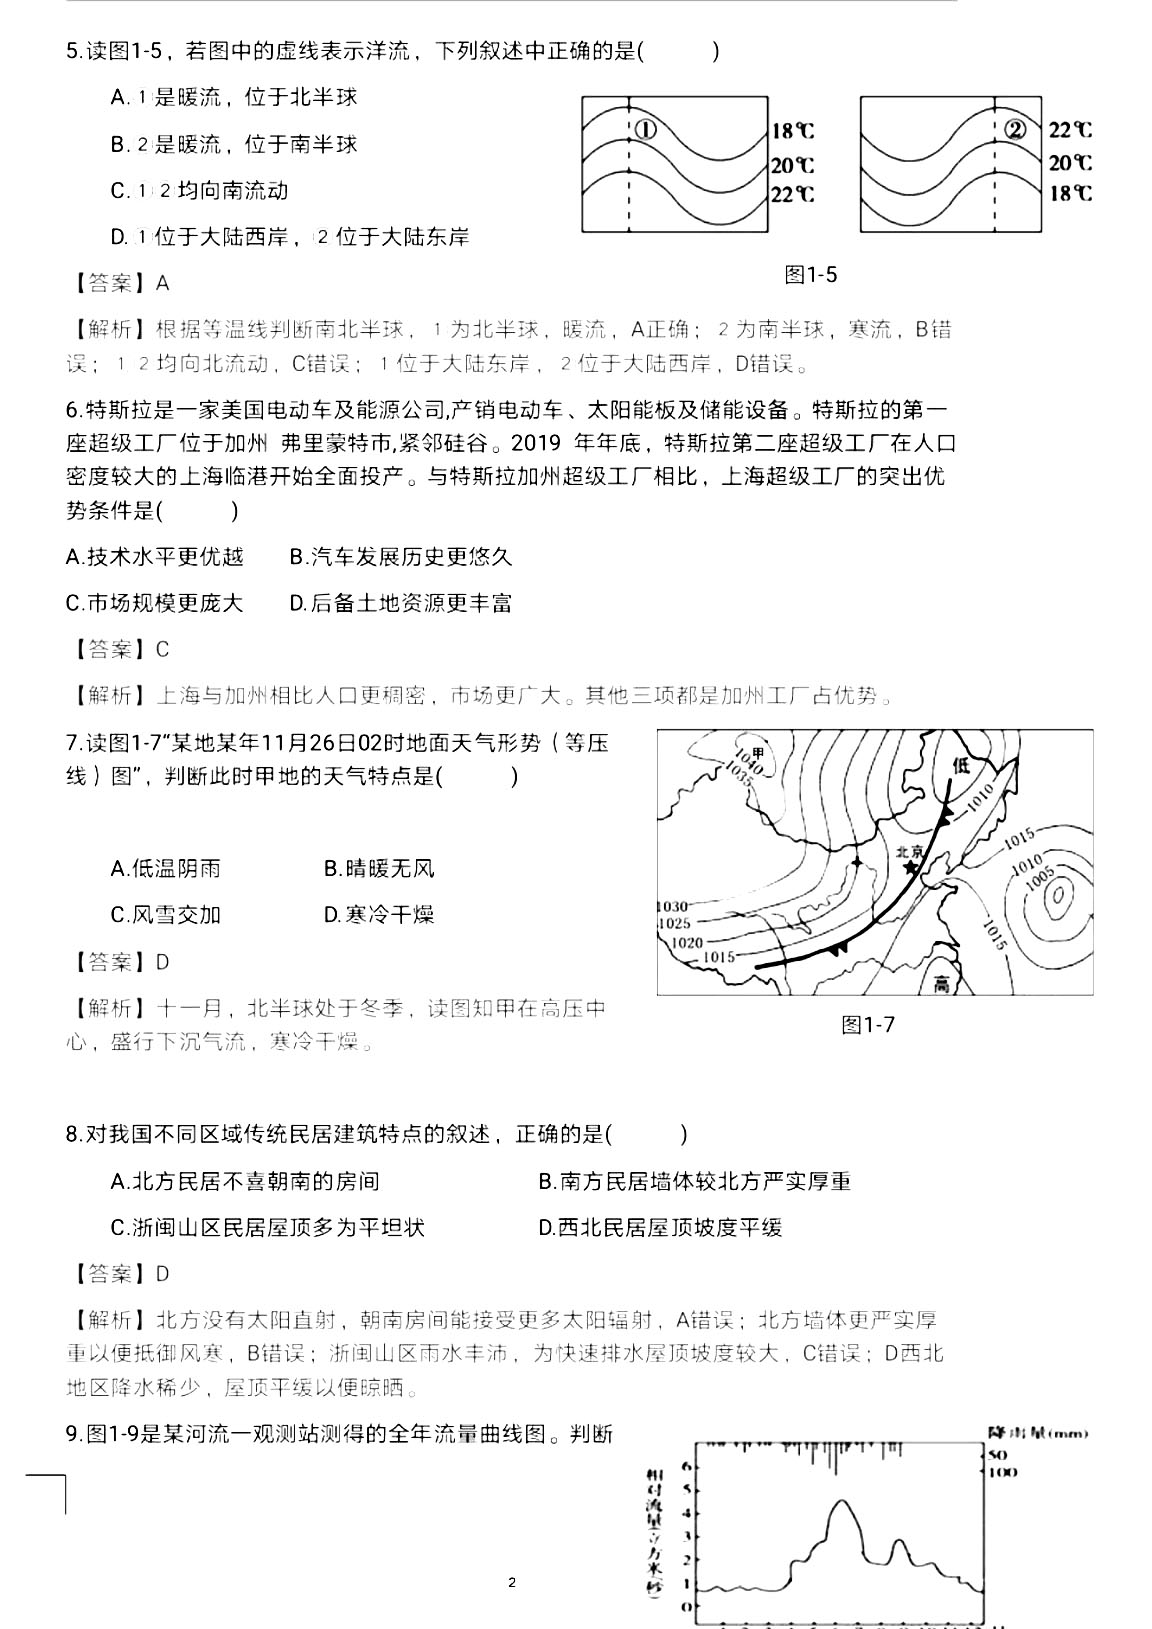 5.读图1-5，若图中的虚线表示洋流，下列叙述中正确的是(  )
A. 1 是暖流，位于北半球
B. 2 是暖流，位于南半球
C. 1 2 均向南流动
D. 1 位于大陆西岸， 2 位于大陆东岸
① 18℃ 20℃ 22℃
② 22℃ 20℃ 18℃
图1-5
【答案】A
【解析】根据等温线判断南北半球， 1 为北半球，暖流，A正确； 2 为南半球，寒流，B错
误； 1 2 均向北流动，C错误； 1 位于大陆东岸， 2 位于大陆西岸，D错误。
6.特斯拉是一家美国电动车及能源公司,产销电动车、太阳能板及储能设备。特斯拉的第一
座超级工厂位于加州 弗里蒙特市,紧邻硅谷。2019 年年底，特斯拉第二座超级工厂在人口
密度较大的上海临港开始全面投产。与特斯拉加州超级工厂相比，上海超级工厂的突出优
势条件是(  )
A.技术水平更优越 B.汽车发展历史更悠久
C.市场规模更庞大 D.后备土地资源更丰富
【答案】C
【解析】上海与加州相比人口更稠密，市场更广大。其他三项都是加州工厂占优势。
7.读图1-7“某地某年11月26日02时地面天气形势（等压
线）图”，判断此时甲地的天气特点是(  )
A.低温阴雨 B.晴暖无风
C.风雪交加 D.寒冷干燥
甲
1040
1035
低
1010
北京
1015
1010
1005
1030
1025
1020
1015
1015
高
图1-7
【答案】D
【解析】十一月，北半球处于冬季，读图知甲在高压中
心，盛行下沉气流，寒冷干燥。
8.对我国不同区域传统民居建筑特点的叙述，正确的是(  )
A.北方民居不喜朝南的房间 B.南方民居墙体较北方严实厚重
C.浙闽山区民居屋顶多为平坦状 D.西北民居屋顶坡度平缓
【答案】D
【解析】北方没有太阳直射，朝南房间能接受更多太阳辐射，A错误；北方墙体更严实厚
重以便抵御风寒，B错误；浙闽山区雨水丰沛，为快速排水屋顶坡度较大，C错误；D西北
地区降水稀少，屋顶平缓以便晾晒。
9.图1-9是某河流一观测站测得的全年流量曲线图。判断
降雨量(mm)
50
100
相对流量(立方米/秒)
6
5
4
3
2
1
0
2